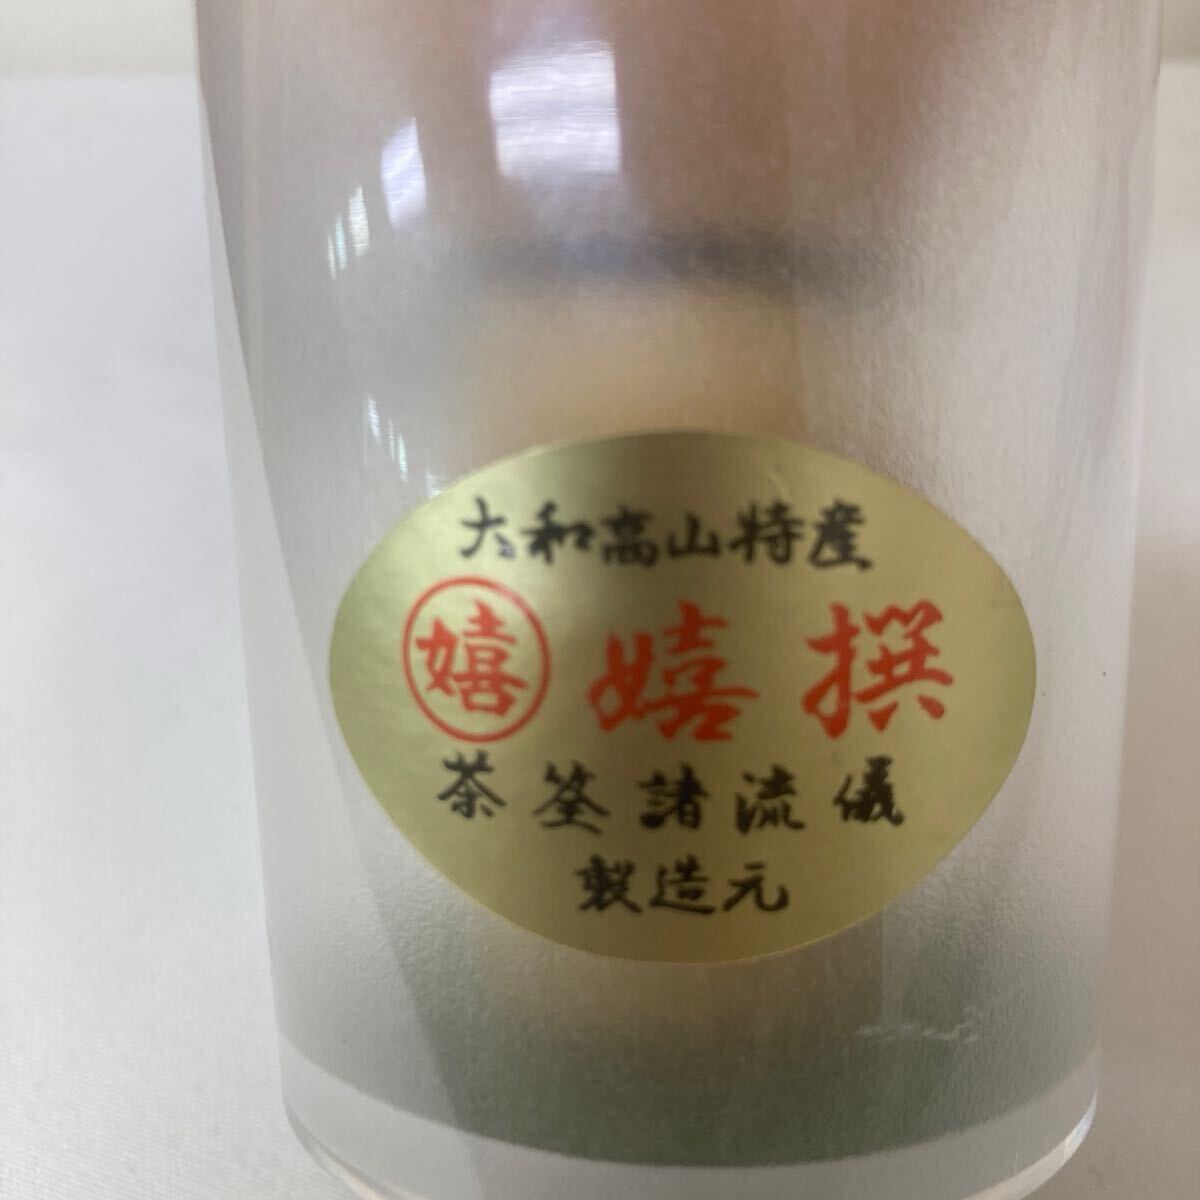 大和高山特産
嬉 嬉撰
茶筌諸流儀
製造元